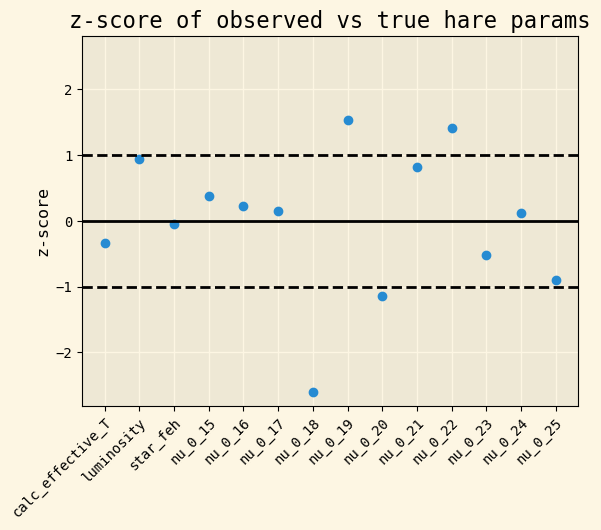 z-score of observed vs true hare params
z-score
2
1
0
−1
−2
calc_effective_T
luminosity
star_feh
nu_0_15
nu_0_16
nu_0_17
nu_0_18
nu_0_19
nu_0_20
nu_0_21
nu_0_22
nu_0_23
nu_0_24
nu_0_25